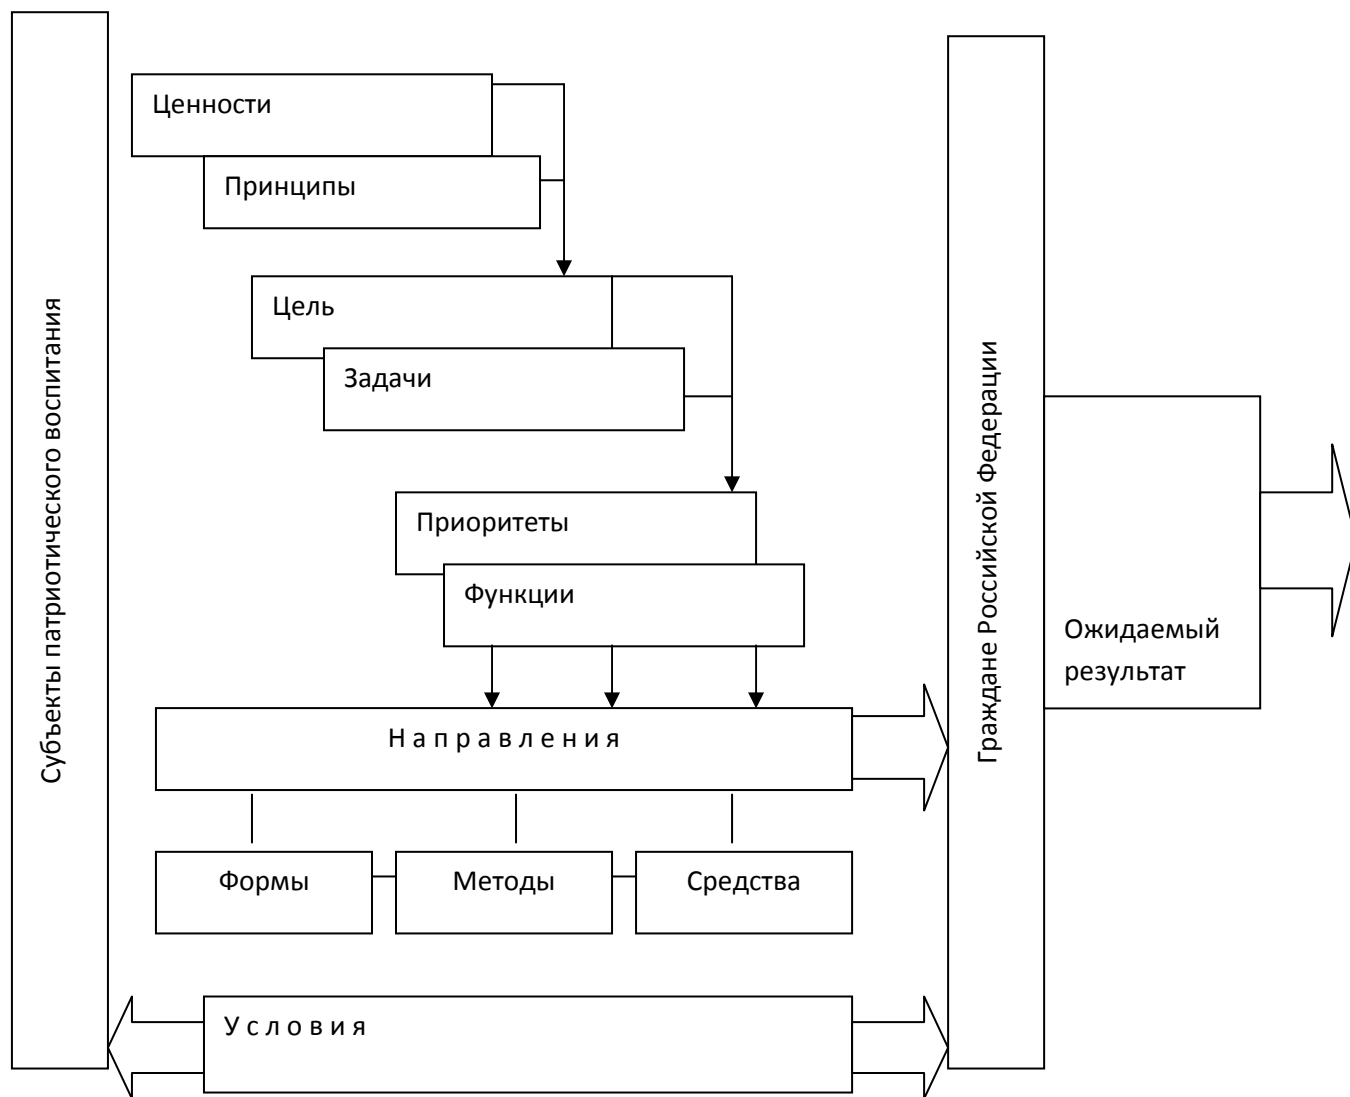 Субъекты патриотического воспитания
Ценности
Принципы
Цель
Задачи
Приоритеты
Функции
Н а п р а в л е н и я
Формы
Методы
Средства
У с л о в и я
Граждане Российской Федерации
Ожидаемый
результат